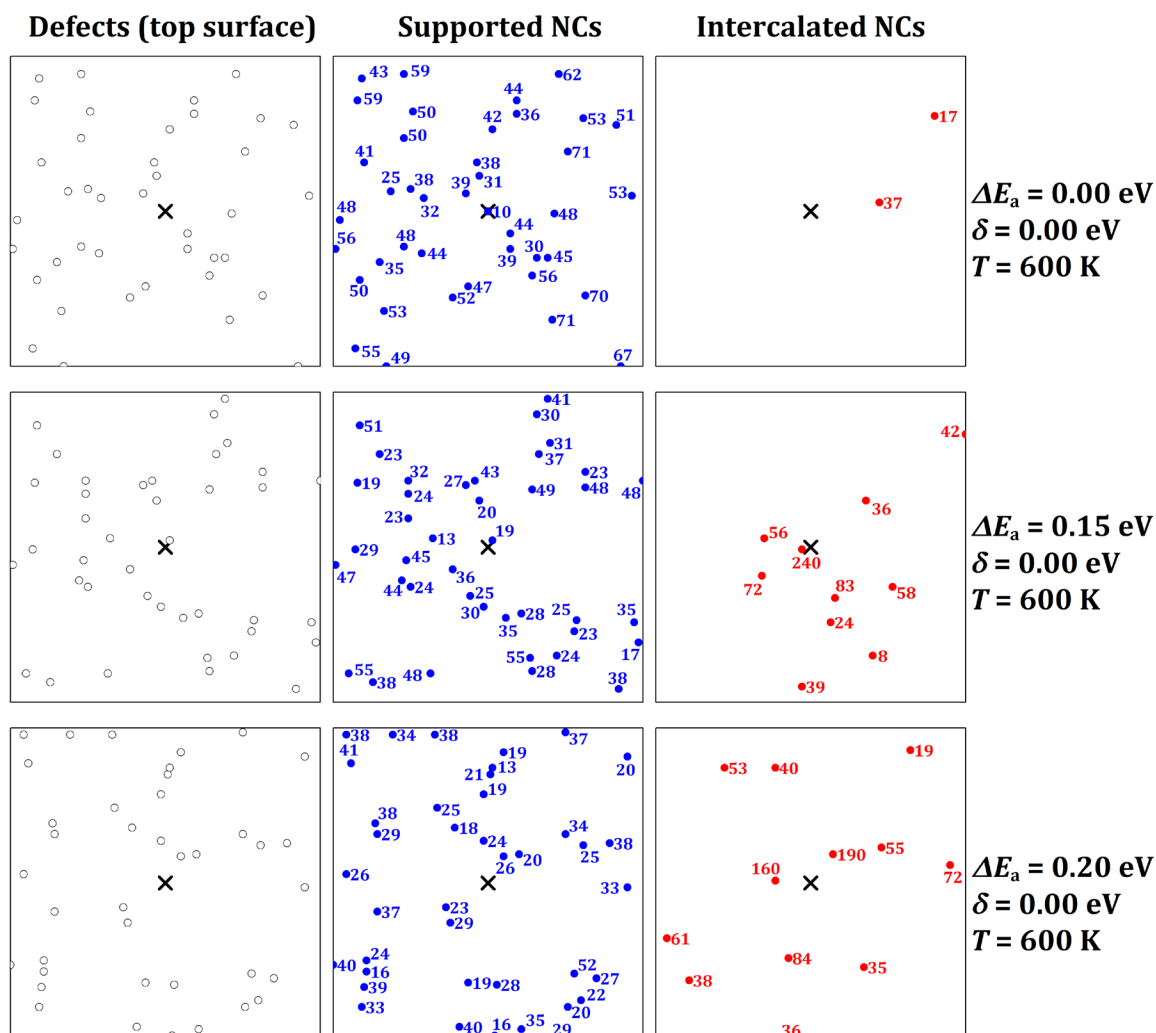 Defects (top surface) Supported NCs Intercalated NCs
43 59 62
59 44
50 36 53 51
42
50
71
41 38
31
25 38 39 53
32
48 10 48
44
56 48 44 39 30 45
35
50 56
47
52 70
53 71
55 49 67
17
37
ΔEa = 0.00 eV
δ = 0.00 eV
T = 600 K
41
30
51
31
23 37
32 43 23
19 27 49 48 48
24
20
23
13 19
29
45
47 36
44 24
25
30 28 25 35
35 23
17
55 24
55 48 28
38 38
42
36
56
240
72 83 58
24
8
39
ΔEa = 0.15 eV
δ = 0.00 eV
T = 600 K
38 34 38 37
41 19 20
13
21
19
25
38 18 34
29 24 38
20 25
26
26 33
37 23
29
24
40 16 52
27
39 19 28
22
33 20
40 16 35 29
19
53 40
190 55
160 72
61
84 35
38
36
ΔEa = 0.20 eV
δ = 0.00 eV
T = 600 K